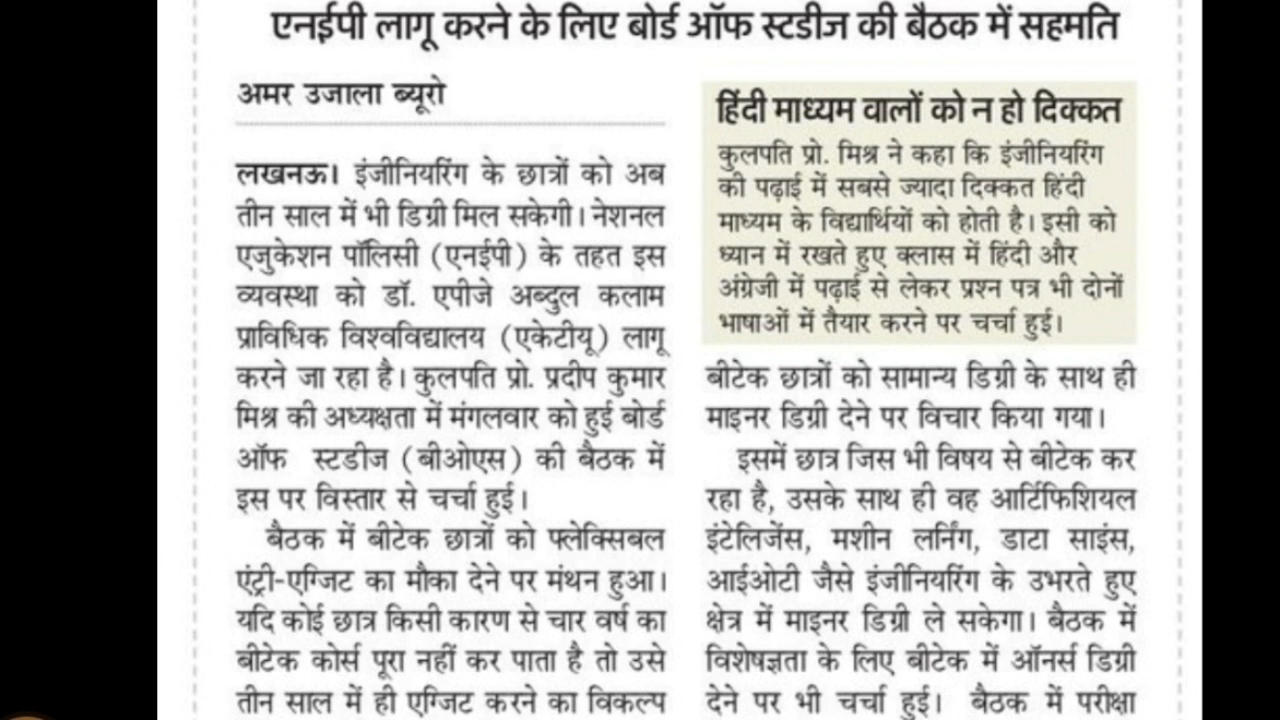 एनईपी लागू करने के लिए बोर्ड ऑफ स्टडीज की बैठक में सहमति
अमर उजाला ब्यूरो
लखनऊ। इंजीनियरिंग के छात्रों को अब
तीन साल में भी डिग्री मिल सकेगी। नेशनल
एजुकेशन पॉलिसी (एनईपी) के तहत इस
व्यवस्था को डॉ. एपीजे अब्दुल कलाम
प्राविधिक विश्वविद्यालय (एकेटीयू) लागू
करने जा रहा है। कुलपति प्रो. प्रदीप कुमार
मिश्र की अध्यक्षता में मंगलवार को हुई बोर्ड
ऑफ स्टडीज (बीओएस) की बैठक में
इस पर विस्तार से चर्चा हुई।
बैठक में बीटेक छात्रों को फ्लेक्सिबल
एंट्री-एग्जिट का मौका देने पर मंथन हुआ।
यदि कोई छात्र किसी कारण से चार वर्ष का
बीटेक कोर्स पूरा नहीं कर पाता है तो उसे
तीन साल में ही एग्जिट करने का विकल्प
हिंदी माध्यम वालों को न हो दिक्कत
कुलपति प्रो. मिश्र ने कहा कि इंजीनियरिंग
की पढ़ाई में सबसे ज्यादा दिक्कत हिंदी
माध्यम के विद्यार्थियों को होती है। इसी को
ध्यान में रखते हुए क्लास में हिंदी और
अंग्रेजी में पढ़ाई से लेकर प्रश्न पत्र भी दोनों
भाषाओं में तैयार करने पर चर्चा हुई।
बीटेक छात्रों को सामान्य डिग्री के साथ ही
माइनर डिग्री देने पर विचार किया गया।
इसमें छात्र जिस भी विषय से बीटेक कर
रहा है, उसके साथ ही वह आर्टिफिशियल
इंटेलिजेंस, मशीन लर्निंग, डाटा साइंस,
आईओटी जैसे इंजीनियरिंग के उभरते हुए
क्षेत्र में माइनर डिग्री ले सकेगा। बैठक में
विशेषज्ञता के लिए बीटेक में ऑनर्स डिग्री
देने पर भी चर्चा हुई। बैठक में परीक्षा